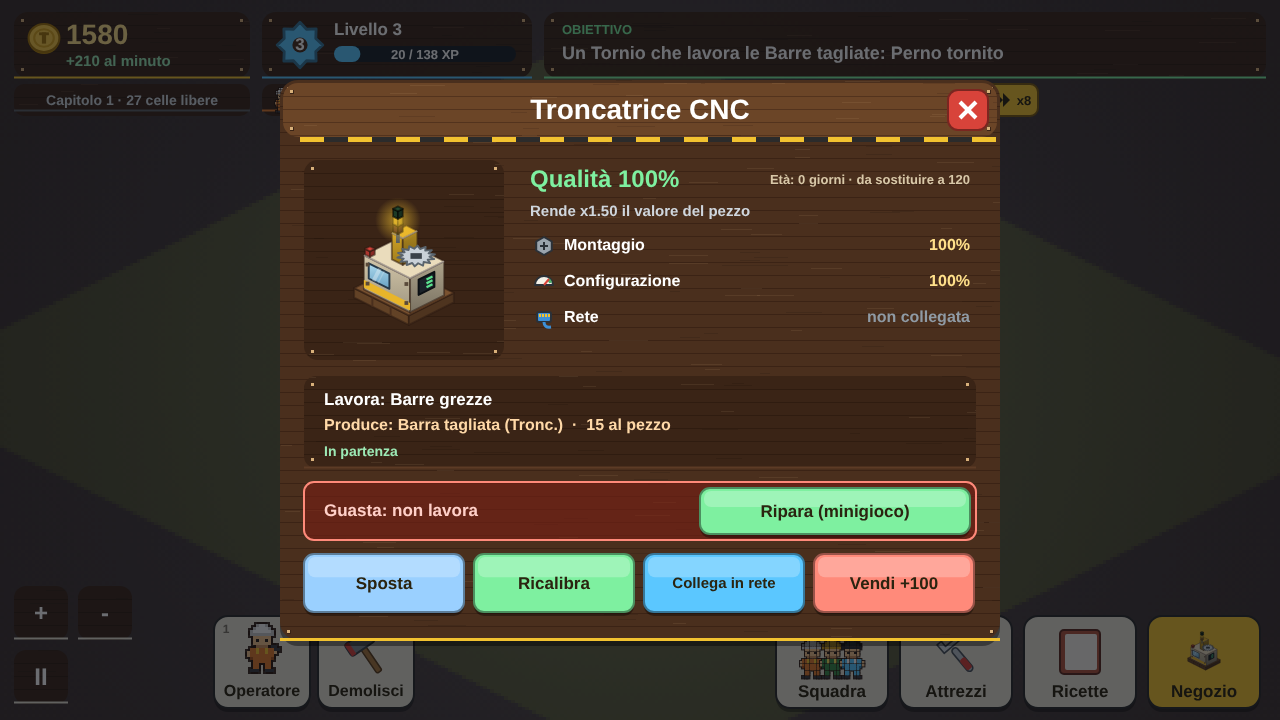 1580
+210 al minuto
3
Livello 3
20 / 138 XP
OBIETTIVO
Un Tornio che lavora le Barre tagliate: Perno tornito
Capitolo 1 · 27 celle libere
x8
Troncatrice CNC
Qualità 100%
Età: 0 giorni · da sostituire a 120
Rende x1.50 il valore del pezzo
Montaggio 100%
Configurazione 100%
Rete non collegata
Lavora: Barre grezze
Produce: Barra tagliata (Tronc.) · 15 al pezzo
In partenza
Guasta: non lavora
Ripara (minigioco)
Sposta
Ricalibra
Collega in rete
Vendi +100
+
-
1
Operatore
Demolisci
Squadra
Attrezzi
Ricette
Negozio